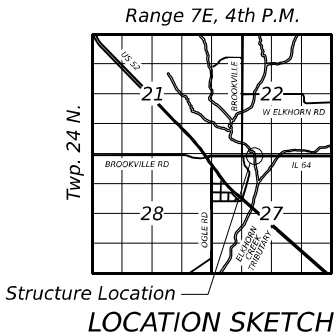 Range 7E, 4th P.M.
Twp. 24 N.
US 52
BROOKVILLE
21
22
W ELKHORN RD
BROOKVILLE RD
IL 64
28
OGLE RD
27
ELKHORN
CREEK
TRIBUTARY
Structure Location
LOCATION SKETCH